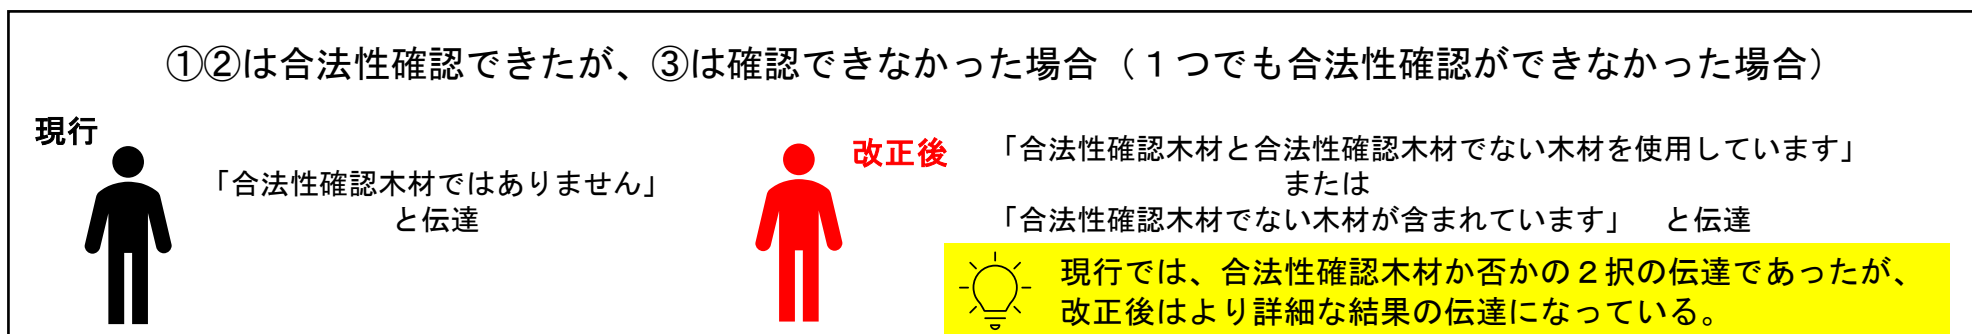 ①②は合法性確認できたが、③は確認できなかった場合（１つでも合法性確認ができなかった場合）
現行
「合法性確認木材ではありません」
と伝達
改正後
「合法性確認木材と合法性確認木材でない木材を使用しています」
または
「合法性確認木材でない木材が含まれています」　と伝達
現行では、合法性確認木材か否かの２択の伝達であったが、
改正後はより詳細な結果の伝達になっている。